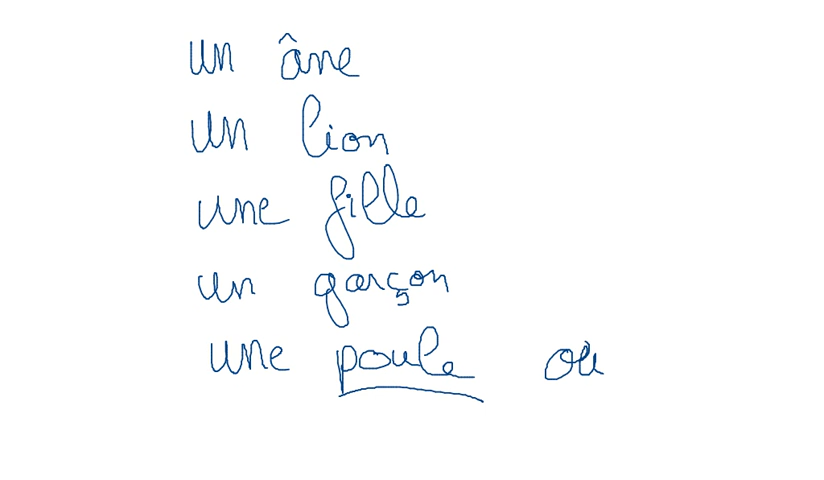 un âne
un lion
une fille
un garçon
une poule ou